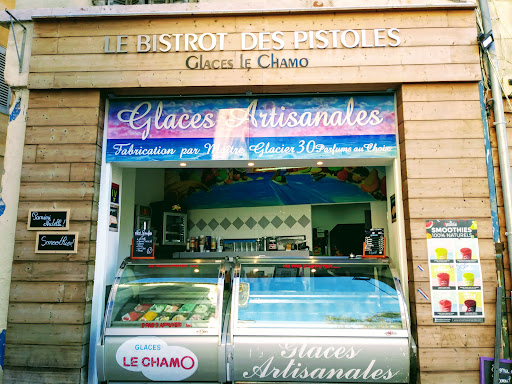 LE BISTROT DES PISTOLES
GLACES LE CHAMO
Glaces Artisanales
Fabrication par Maître Glacier 30 Parfums au Choix
Smoothies!
SMOOTHIES
100% NATURELS
GLACES
LE CHAMO
Glaces Artisanales